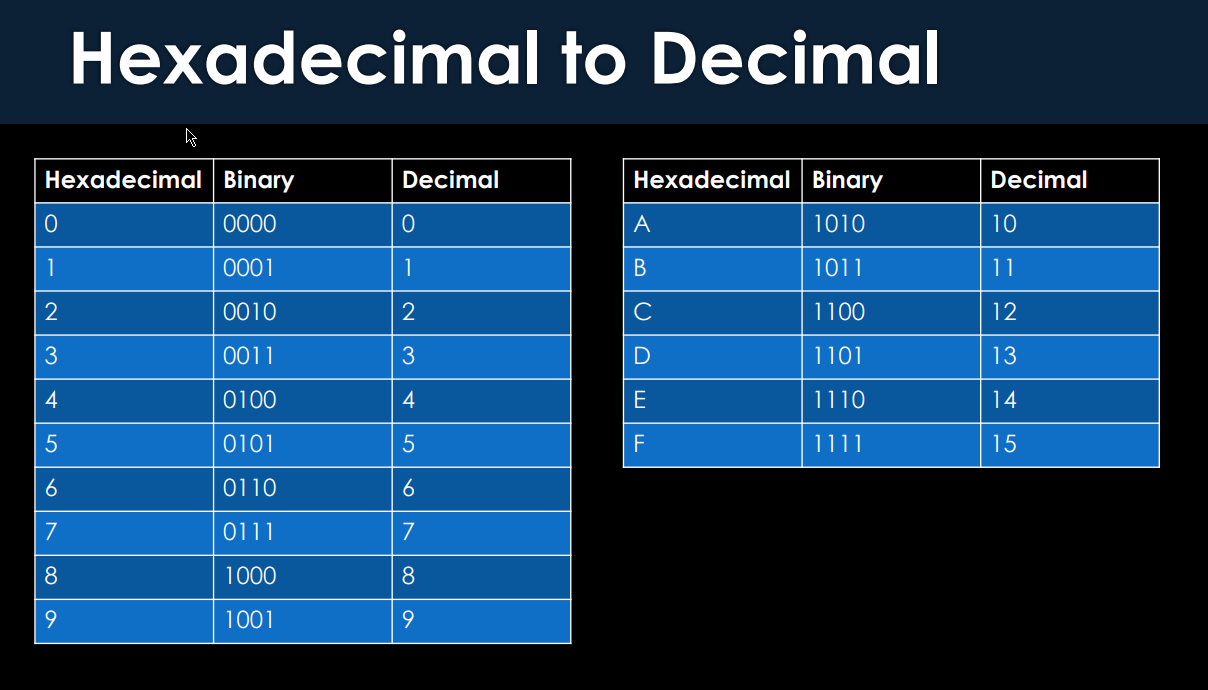 Hexadecimal to Decimal
Hexadecimal Binary Decimal
0 0000 0
1 0001 1
2 0010 2
3 0011 3
4 0100 4
5 0101 5
6 0110 6
7 0111 7
8 1000 8
9 1001 9
Hexadecimal Binary Decimal
A 1010 10
B 1011 11
C 1100 12
D 1101 13
E 1110 14
F 1111 15